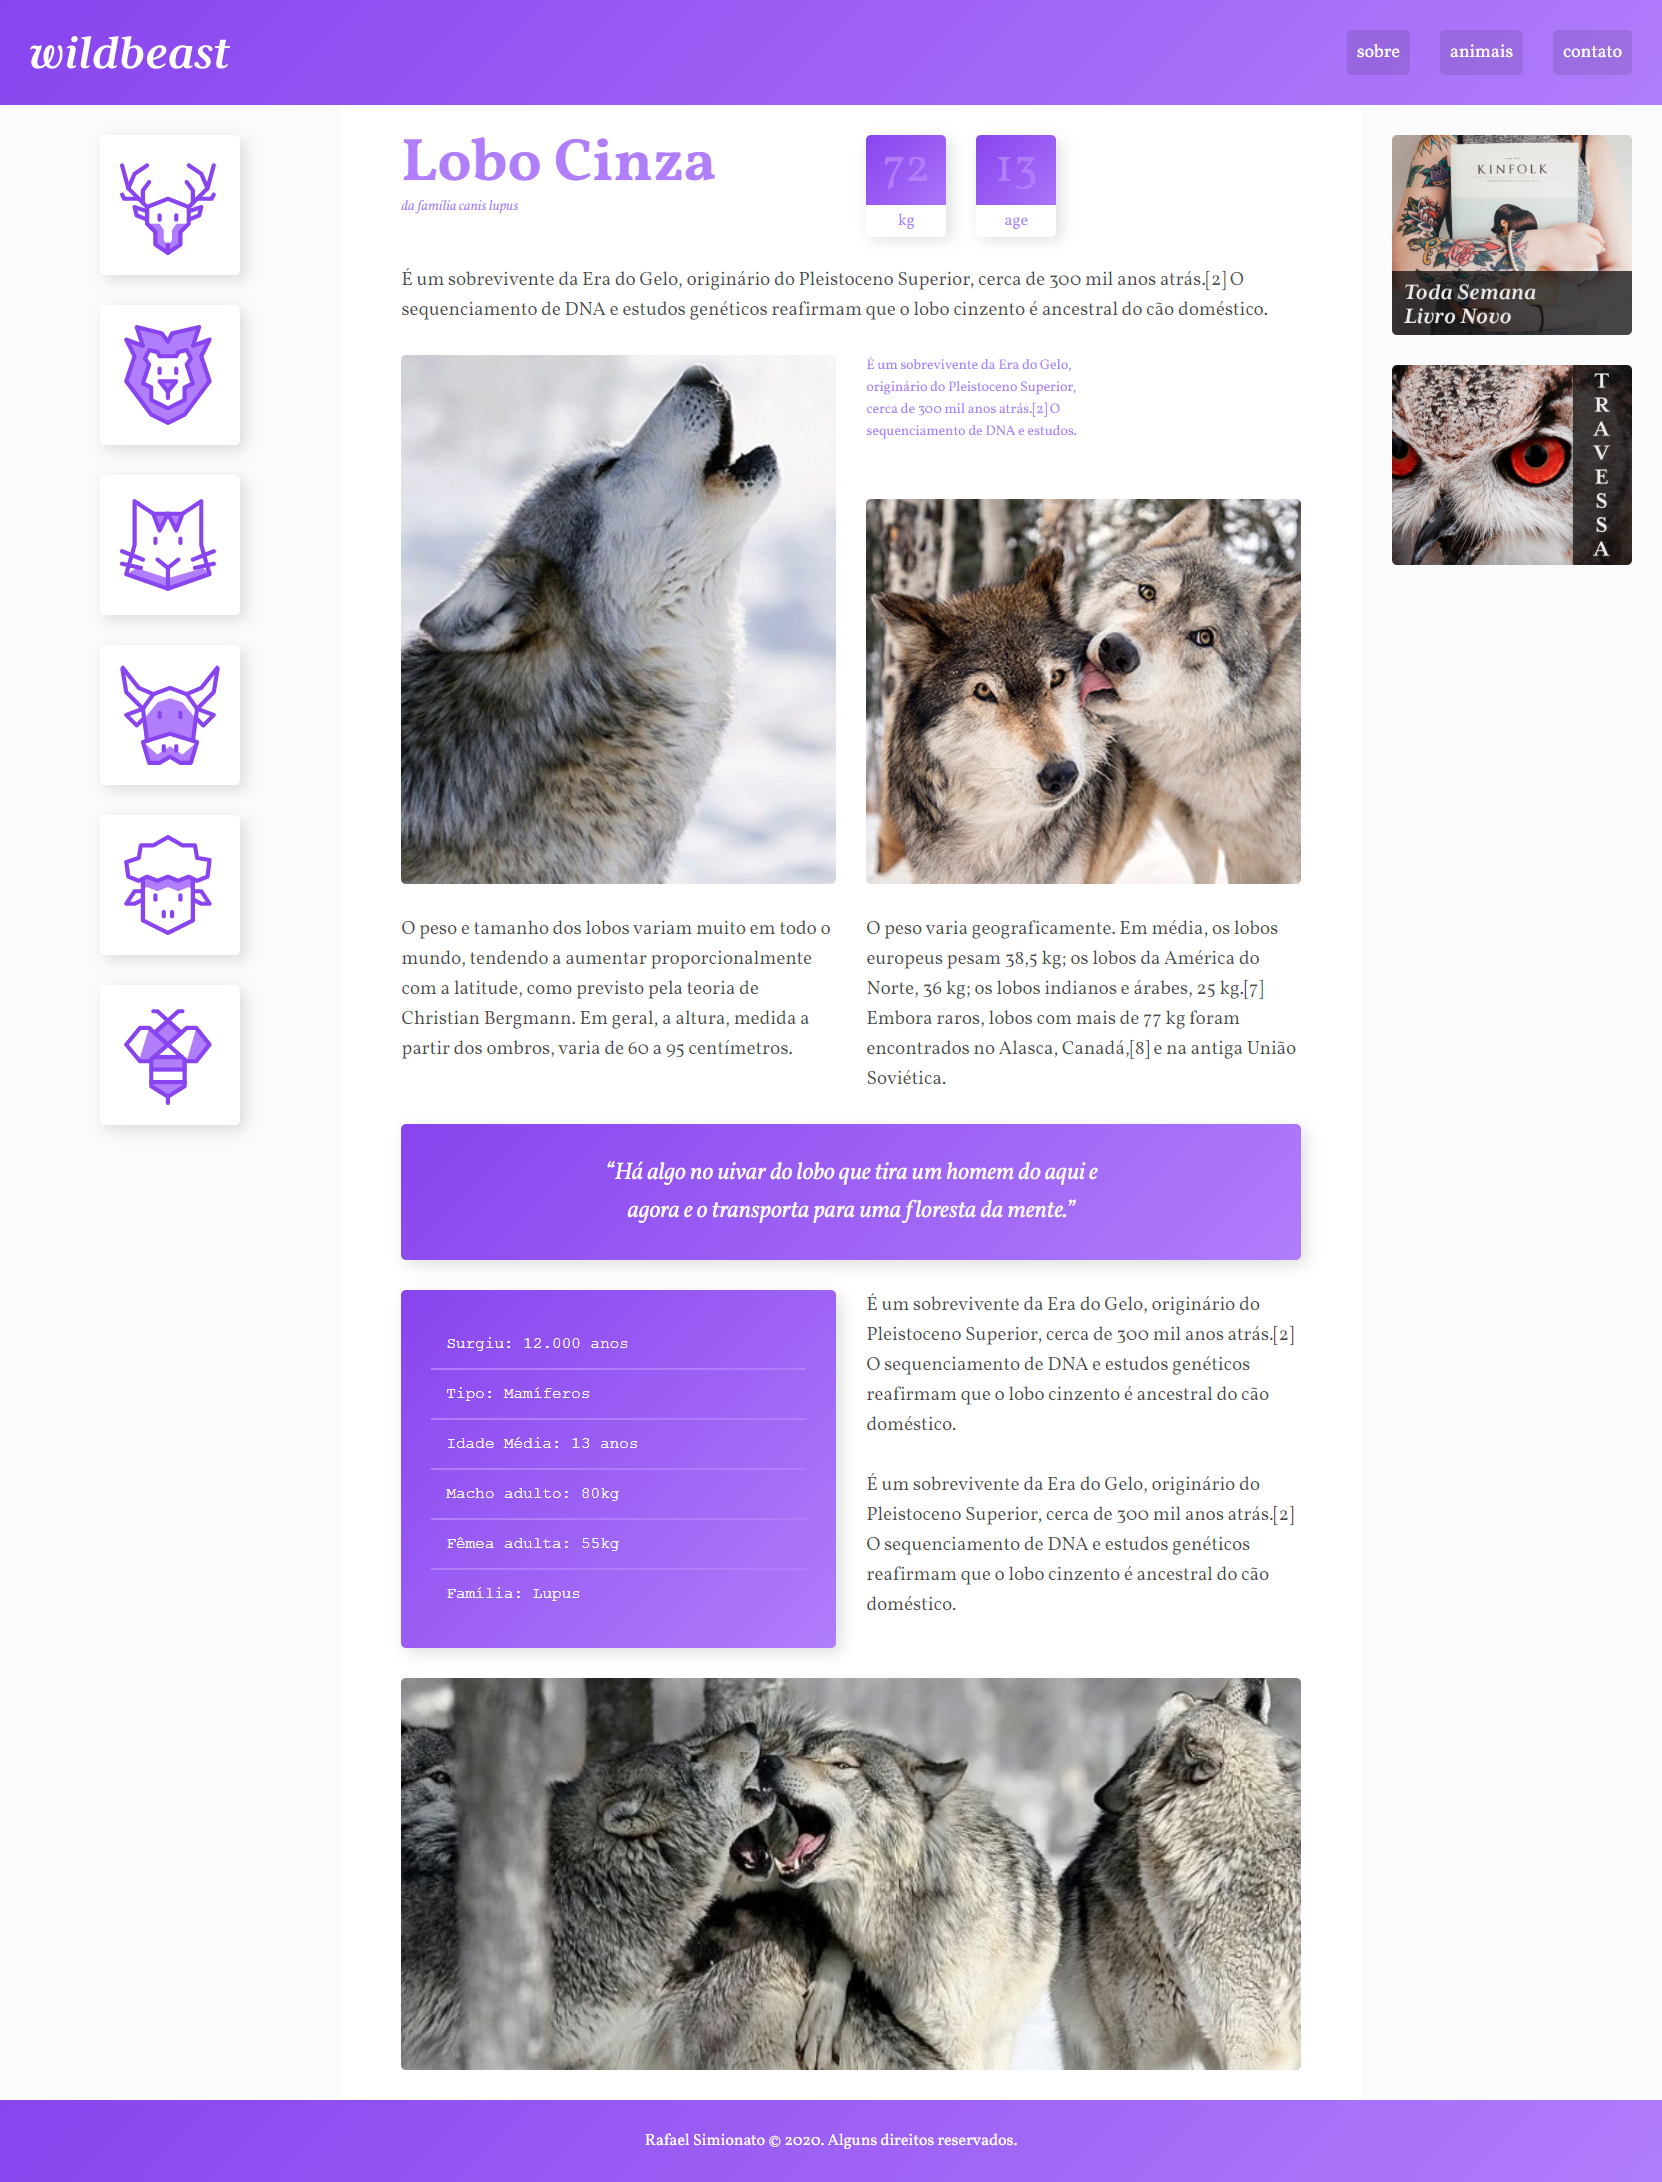 wildbeast
sobre
animais
contato
Lobo Cinza
da família canis lupus
72
kg
13
age
É um sobrevivente da Era do Gelo, originário do Pleistoceno Superior, cerca de 300 mil anos atrás.[2] O
sequenciamento de DNA e estudos genéticos reafirmam que o lobo cinzento é ancestral do cão doméstico.
É um sobrevivente da Era do Gelo,
originário do Pleistoceno Superior,
cerca de 300 mil anos atrás.[2] O
sequenciamento de DNA e estudos.
O peso e tamanho dos lobos variam muito em todo o
mundo, tendendo a aumentar proporcionalmente
com a latitude, como previsto pela teoria de
Christian Bergmann. Em geral, a altura, medida a
partir dos ombros, varia de 60 a 95 centímetros.
O peso varia geograficamente. Em média, os lobos
europeus pesam 38,5 kg; os lobos da América do
Norte, 36 kg; os lobos indianos e árabes, 25 kg.[7]
Embora raros, lobos com mais de 77 kg foram
encontrados no Alasca, Canadá,[8] e na antiga União
Soviética.
“Há algo no uivar do lobo que tira um homem do aqui e
agora e o transporta para uma floresta da mente.”
Surgiu: 12.000 anos
Tipo: Mamíferos
Idade Média: 13 anos
Macho adulto: 80kg
Fêmea adulta: 55kg
Família: Lupus
É um sobrevivente da Era do Gelo, originário do
Pleistoceno Superior, cerca de 300 mil anos atrás.[2]
O sequenciamento de DNA e estudos genéticos
reafirmam que o lobo cinzento é ancestral do cão
doméstico.
É um sobrevivente da Era do Gelo, originário do
Pleistoceno Superior, cerca de 300 mil anos atrás.[2]
O sequenciamento de DNA e estudos genéticos
reafirmam que o lobo cinzento é ancestral do cão
doméstico.
KINFOLK
Toda Semana
Livro Novo
TRAVESSA
Rafael Simionato © 2020. Alguns direitos reservados.